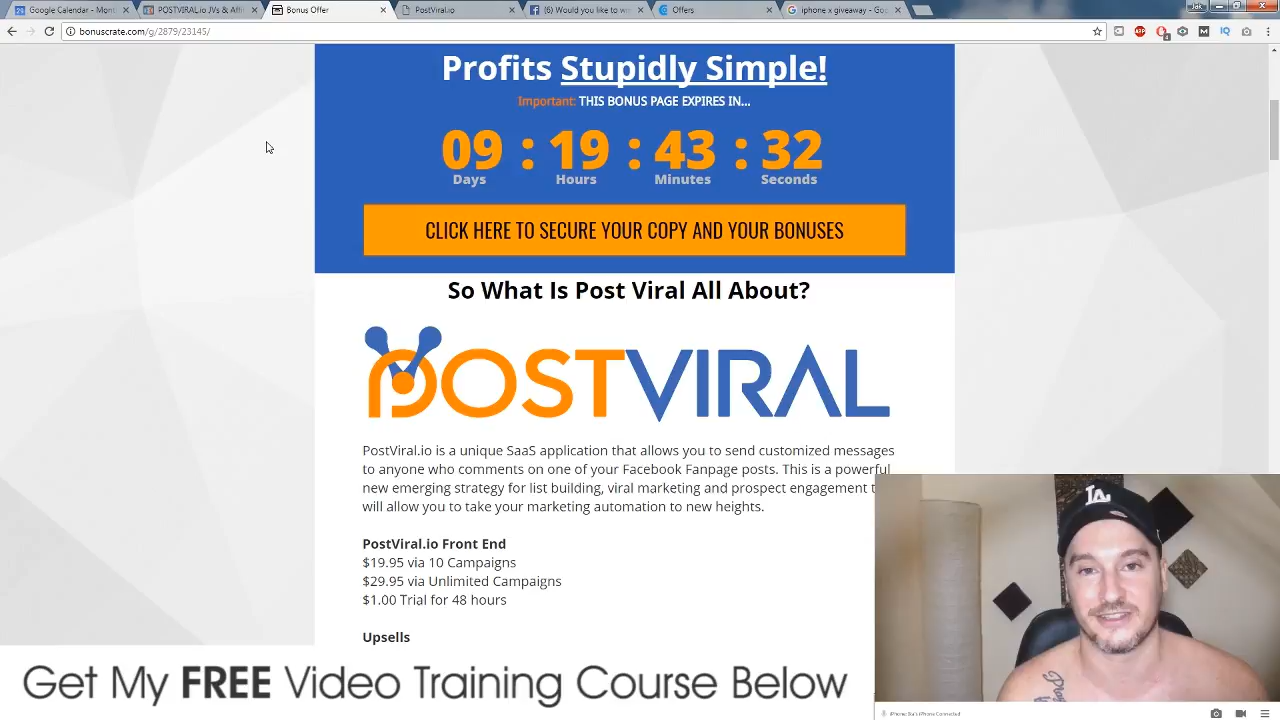 Google Calendar - Mont
POSTVIRAL.io JVs & Affili
Bonus Offer
PostViral.io
(6) Would you like to wi
Offers
iphone x giveaway - Goo
Jak
bonuscrate.com/g/2879/23145/
Profits Stupidly Simple!
Important: THIS BONUS PAGE EXPIRES IN...
09 : 19 : 43 : 32
Days Hours Minutes Seconds
CLICK HERE TO SECURE YOUR COPY AND YOUR BONUSES
So What Is Post Viral All About?
POSTVIRAL
PostViral.io is a unique SaaS application that allows you to send customized messages
to anyone who comments on one of your Facebook Fanpage posts. This is a powerful
new emerging strategy for list building, viral marketing and prospect engagement t
will allow you to take your marketing automation to new heights.
PostViral.io Front End
$19.95 via 10 Campaigns
$29.95 via Unlimited Campaigns
$1.00 Trial for 48 hours
Upsells
LA
Get My FREE Video Training Course Below